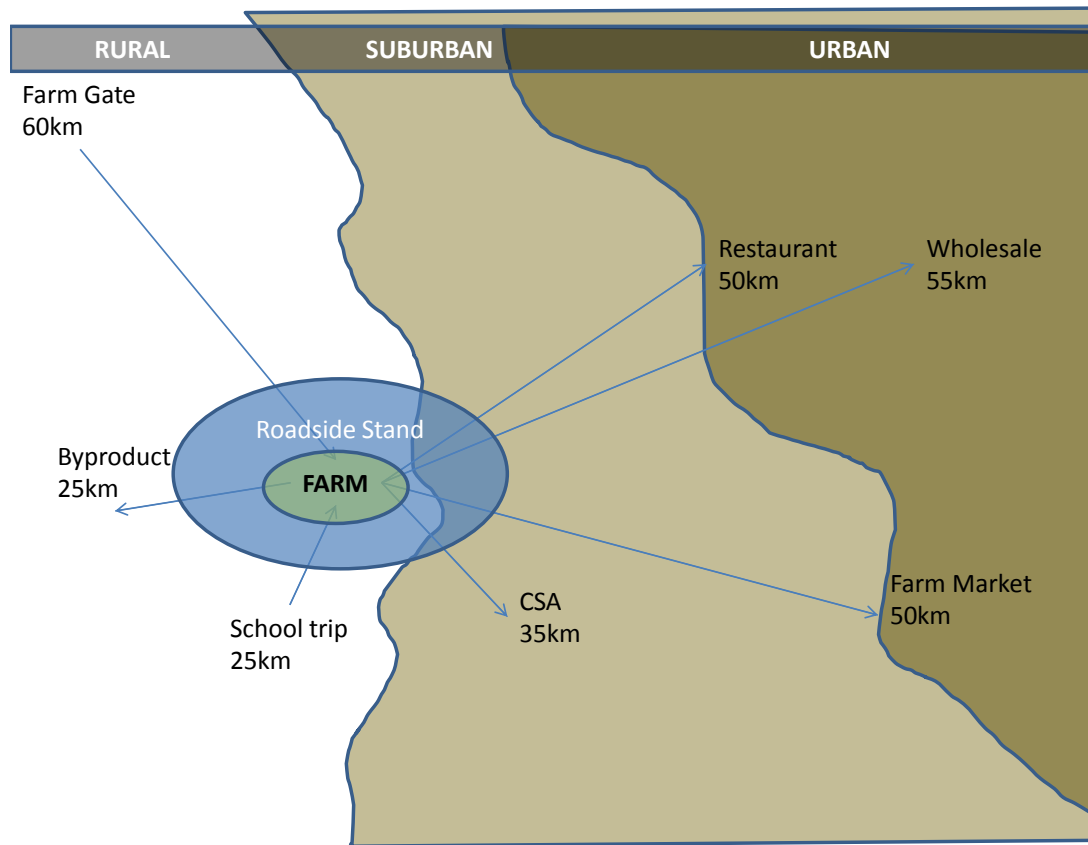 RURAL
SUBURBAN
URBAN
Farm Gate
60km
Restaurant
50km
Wholesale
55km
Roadside Stand
Byproduct
25km
FARM
Farm Market
50km
CSA
35km
School trip
25km